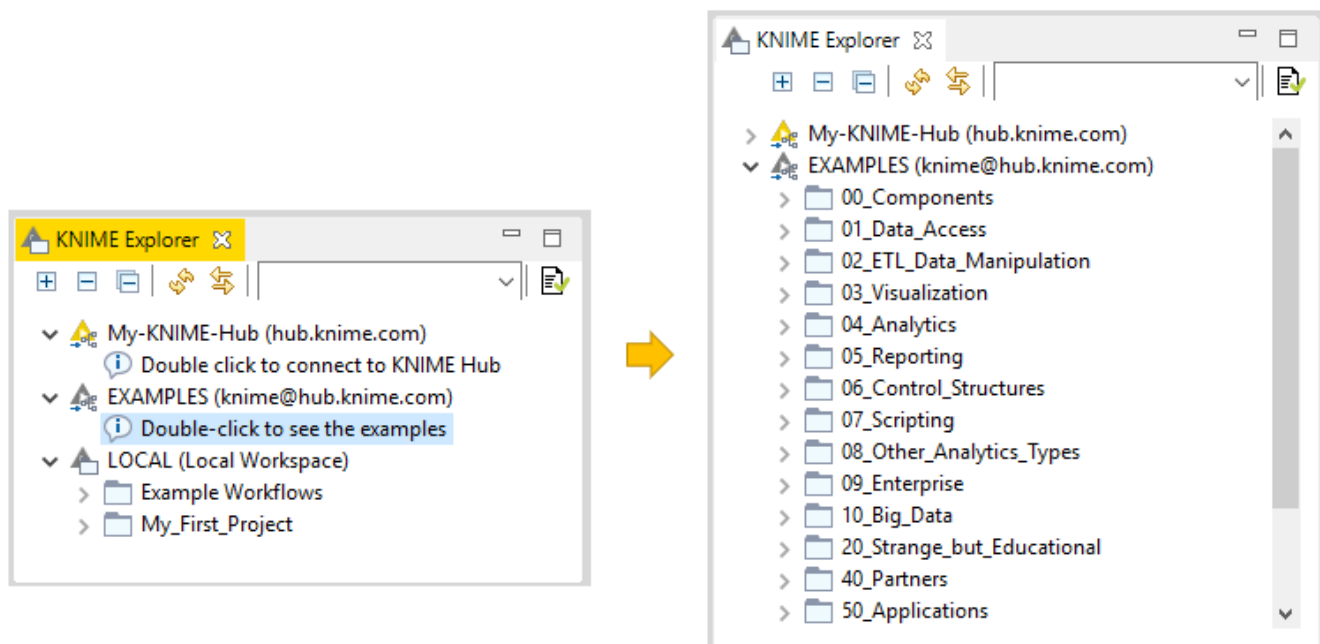 KNIME Explorer
My-KNIME-Hub (hub.knime.com)
Double click to connect to KNIME Hub
EXAMPLES (knime@hub.knime.com)
Double-click to see the examples
LOCAL (Local Workspace)
Example Workflows
My_First_Project
KNIME Explorer
My-KNIME-Hub (hub.knime.com)
EXAMPLES (knime@hub.knime.com)
00_Components
01_Data_Access
02_ETL_Data_Manipulation
03_Visualization
04_Analytics
05_Reporting
06_Control_Structures
07_Scripting
08_Other_Analytics_Types
09_Enterprise
10_Big_Data
20_Strange_but_Educational
40_Partners
50_Applications